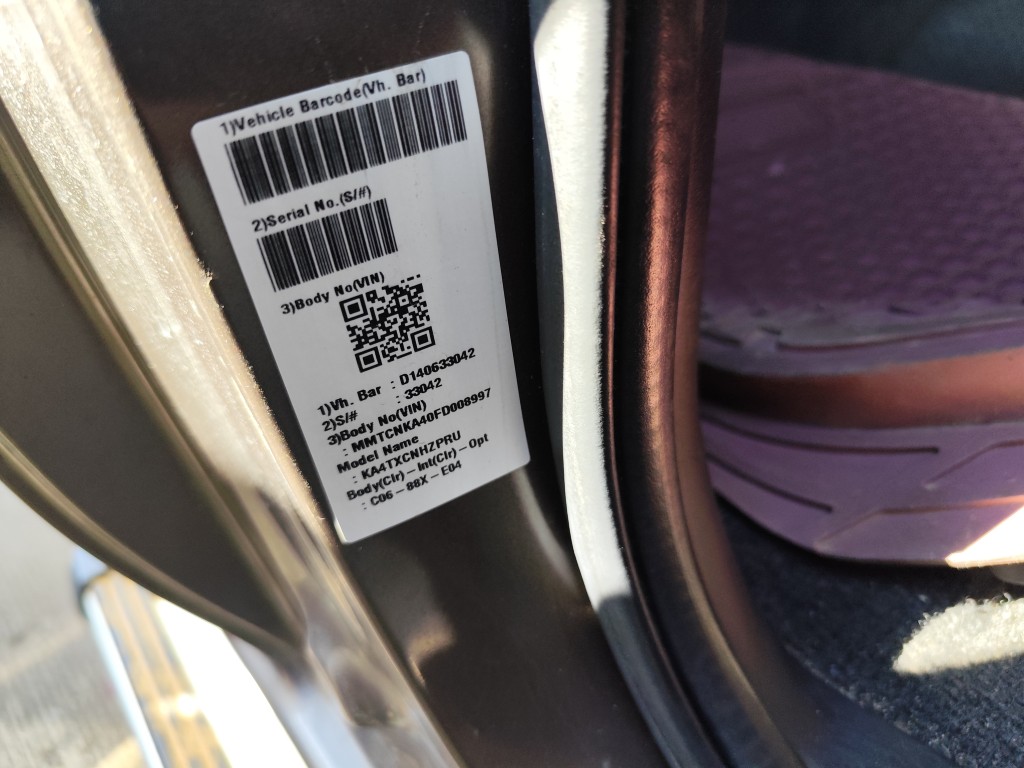 1)Vehicle Barcode(Vh. Bar)
2)Serial No.(S/#)
3)Body No(VIN)
1)Vh. Bar : D140633042
2)S/# : 33042
3)Body No(VIN)
: MMTCNKA40FD008997
Model Name
: KA4TXCNHZPRU
Body(Clr)-Int(Clr)-Opt
: C06-88X-E04